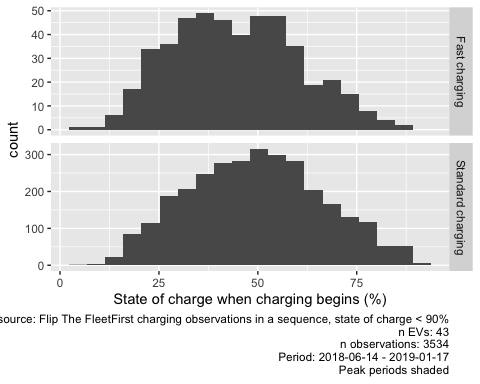 50
40
30
20
10
0
Fast charging
count
300
200
100
0
Standard charging
0 25 50 75
State of charge when charging begins (%)
source: Flip The FleetFirst charging observations in a sequence, state of charge < 90%
n EVs: 43
n observations: 3534
Period: 2018-06-14 - 2019-01-17
Peak periods shaded